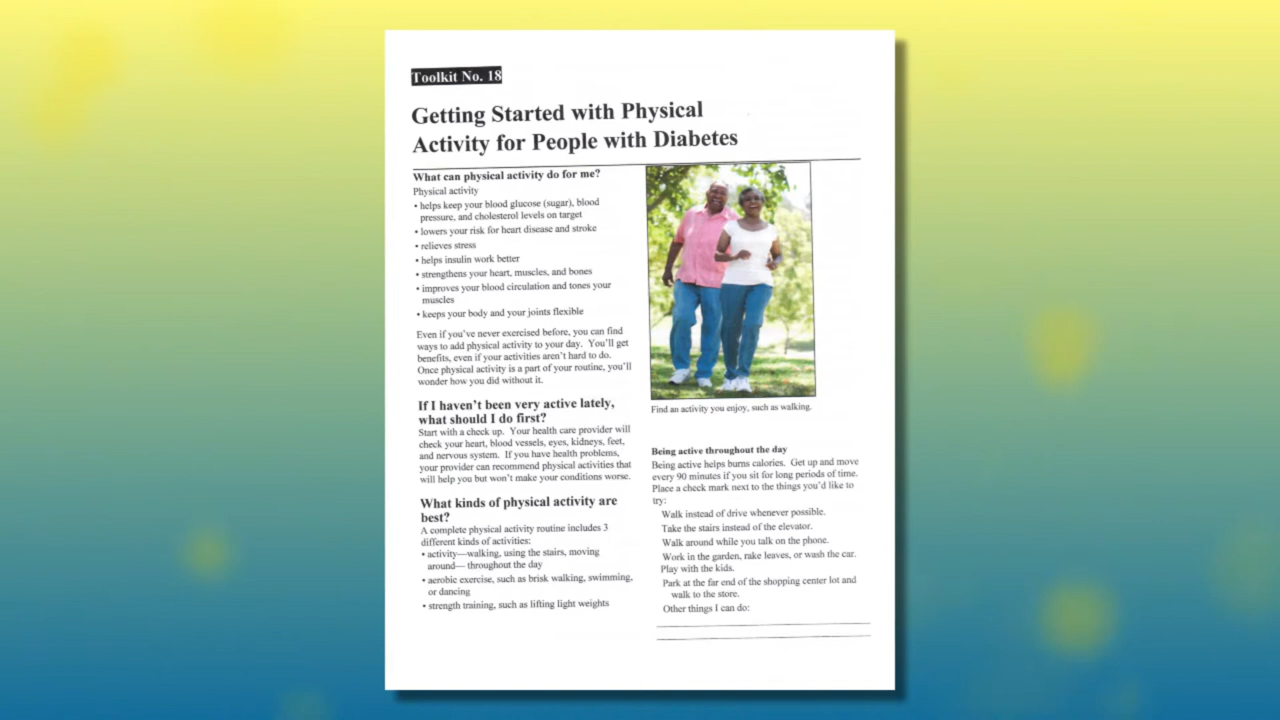 Toolkit No. 18
Getting Started with Physical
Activity for People with Diabetes
What can physical activity do for me?
Physical activity
• helps keep your blood glucose (sugar), blood
pressure, and cholesterol levels on target
• lowers your risk for heart disease and stroke
• relieves stress
• helps insulin work better
• strengthens your heart, muscles, and bones
• improves your blood circulation and tones your
muscles
• keeps your body and your joints flexible
Even if you've never exercised before, you can find
ways to add physical activity to your day. You'll get
benefits, even if your activities aren't hard to do.
Once physical activity is a part of your routine, you'll
wonder how you did without it.
If I haven't been very active lately,
what should I do first?
Start with a check up. Your health care provider will
check your heart, blood vessels, eyes, kidneys, feet,
and nervous system. If you have health problems,
your provider can recommend physical activities that
will help you but won't make your conditions worse.
What kinds of physical activity are
best?
A complete physical activity routine includes 3
different kinds of activities:
• activity—walking, using the stairs, moving
around— throughout the day
• aerobic exercise, such as brisk walking, swimming,
or dancing
• strength training, such as lifting light weights
Find an activity you enjoy, such as walking.
Being active throughout the day
Being active helps burns calories. Get up and move
every 90 minutes if you sit for long periods of time.
Place a check mark next to the things you'd like to
try:
Walk instead of drive whenever possible.
Take the stairs instead of the elevator.
Walk around while you talk on the phone.
Work in the garden, rake leaves, or wash the car.
Play with the kids.
Park at the far end of the shopping center lot and
walk to the store.
Other things I can do: